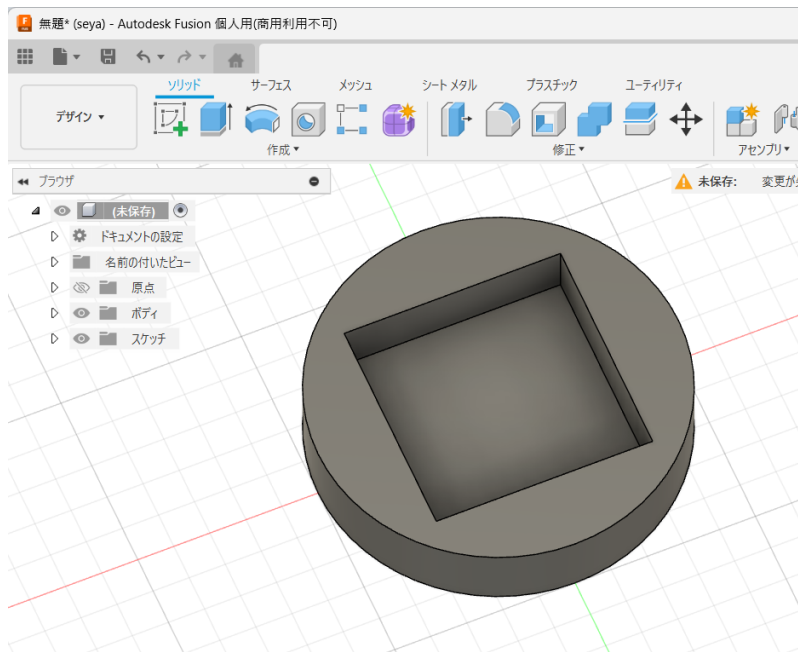 無題* (seya) - Autodesk Fusion 個人用(商用利用不可)
ソリッド サーフェス メッシュ シート メタル プラスチック ユーティリティ
デザイン
作成 修正 アセンブリ
ブラウザ
未保存:
(未保存)
ドキュメントの設定
名前の付いたビュー
原点
ボディ
スケッチ